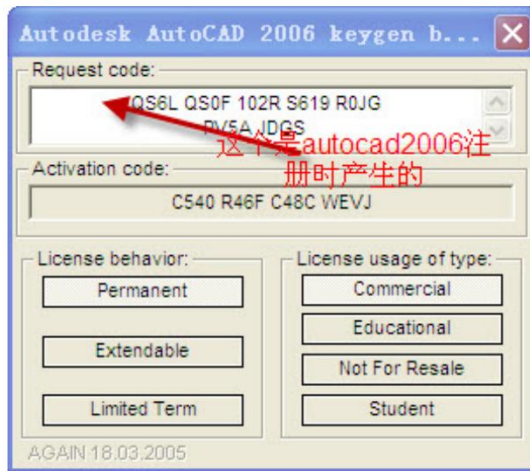 Autodesk AutoCAD 2006 keygen b...
Request code:
QS6L QS0F 102R S619 R0JG
PV5A JDGS
这个是autocad2006注
册时产生的
Activation code:
C540 R46F C48C WEVJ
License behavior:
Permanent
Extendable
Limited Term
License usage of type:
Commercial
Educational
Not For Resale
Student
AGAIN 18.03.2005